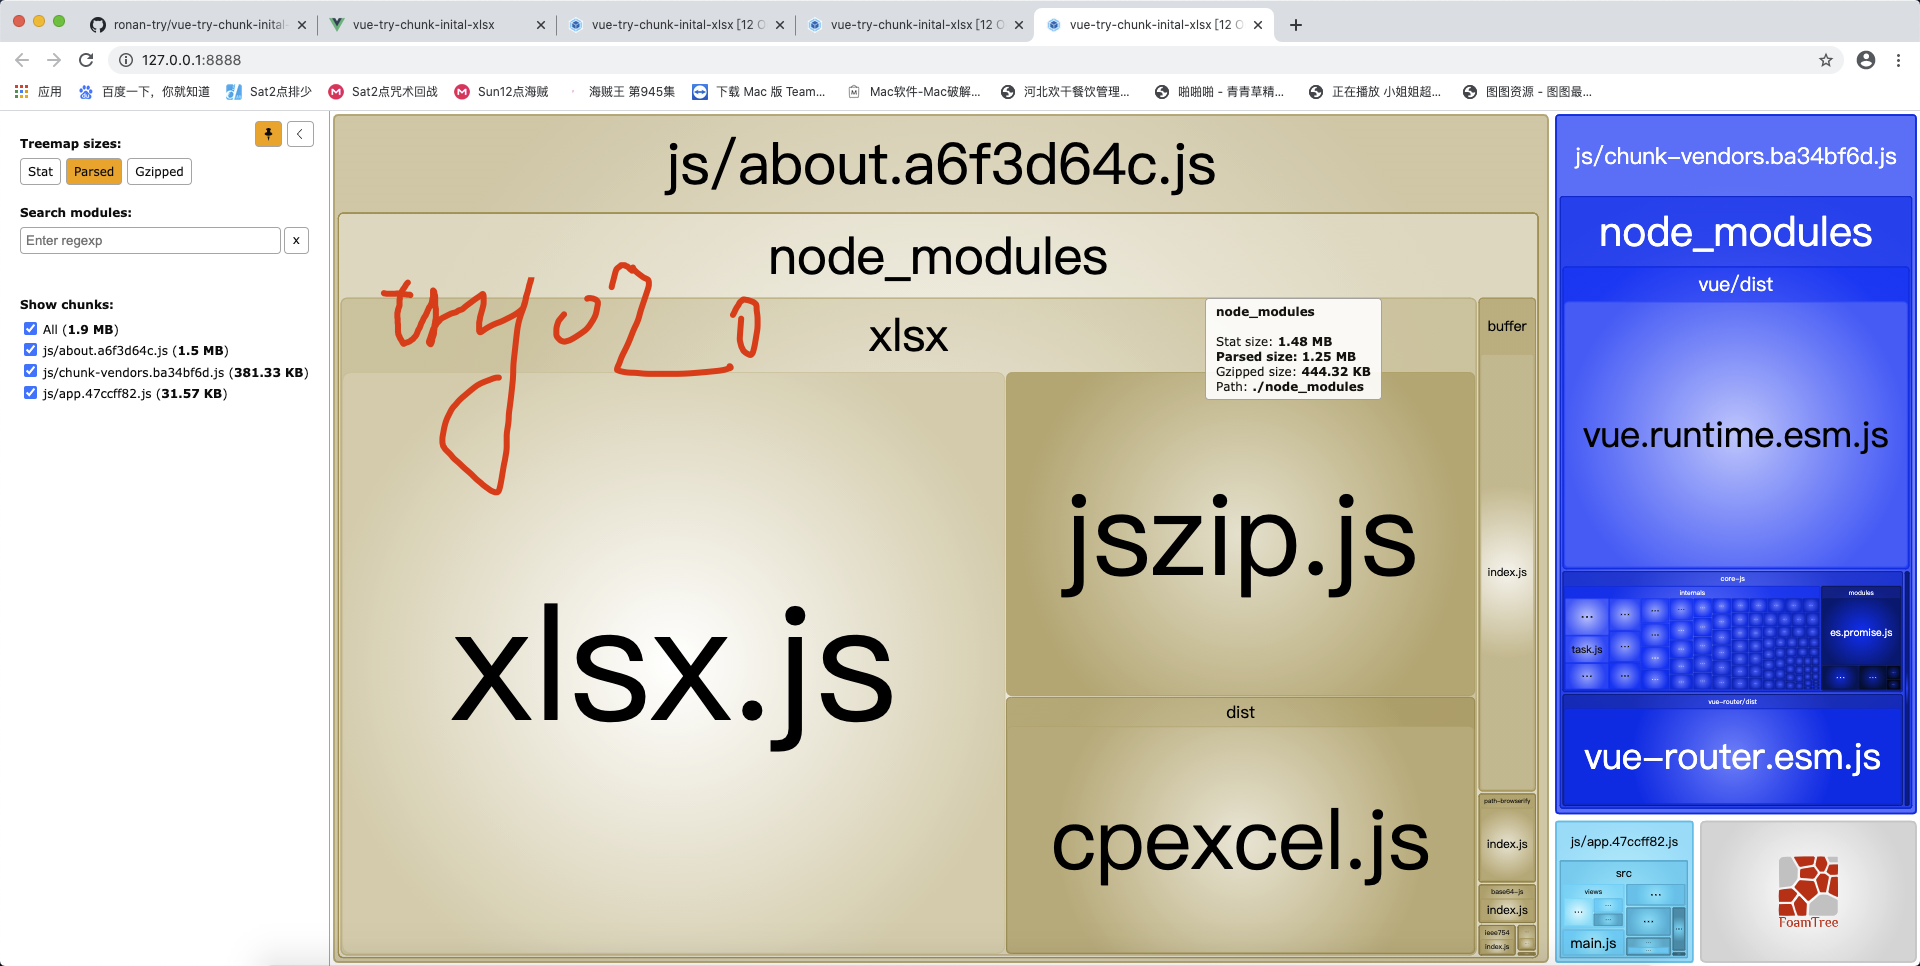 ronan-try/vue-try-chunk-inital-
vue-try-chunk-inital-xlsx
vue-try-chunk-inital-xlsx [12 O
vue-try-chunk-inital-xlsx [12 O
vue-try-chunk-inital-xlsx [12 O
127.0.0.1:8888
应用
百度一下，你就知道
Sat2点排少
Sat2点咒术回战
Sun12点海贼
海贼王 第945集
下载 Mac 版 Team...
Mac软件-Mac破解...
河北欢干餐饮管理...
啪啪啪 - 青青草精...
正在播放 小姐姐超...
图图资源 - 图图最...
Treemap sizes:
Stat
Parsed
Gzipped
Search modules:
Enter regexp
x
Show chunks:
All (1.9 MB)
js/about.a6f3d64c.js (1.5 MB)
js/chunk-vendors.ba34bf6d.js (381.33 KB)
js/app.47ccff82.js (31.57 KB)
js/about.a6f3d64c.js
node_modules
try020
xlsx
node_modules
Stat size: 1.48 MB
Parsed size: 1.25 MB
Gzipped size: 444.32 KB
Path: ./node_modules
xlsx.js
jszip.js
dist
cpexcel.js
buffer
index.js
path-browserify
index.js
base64-js
index.js
ieee754
index.js
js/chunk-vendors.ba34bf6d.js
node_modules
vue/dist
vue.runtime.esm.js
core-js
internals
task.js
modules
es.promise.js
vue-router/dist
vue-router.esm.js
js/app.47ccff82.js
src
views
main.js
FoamTree